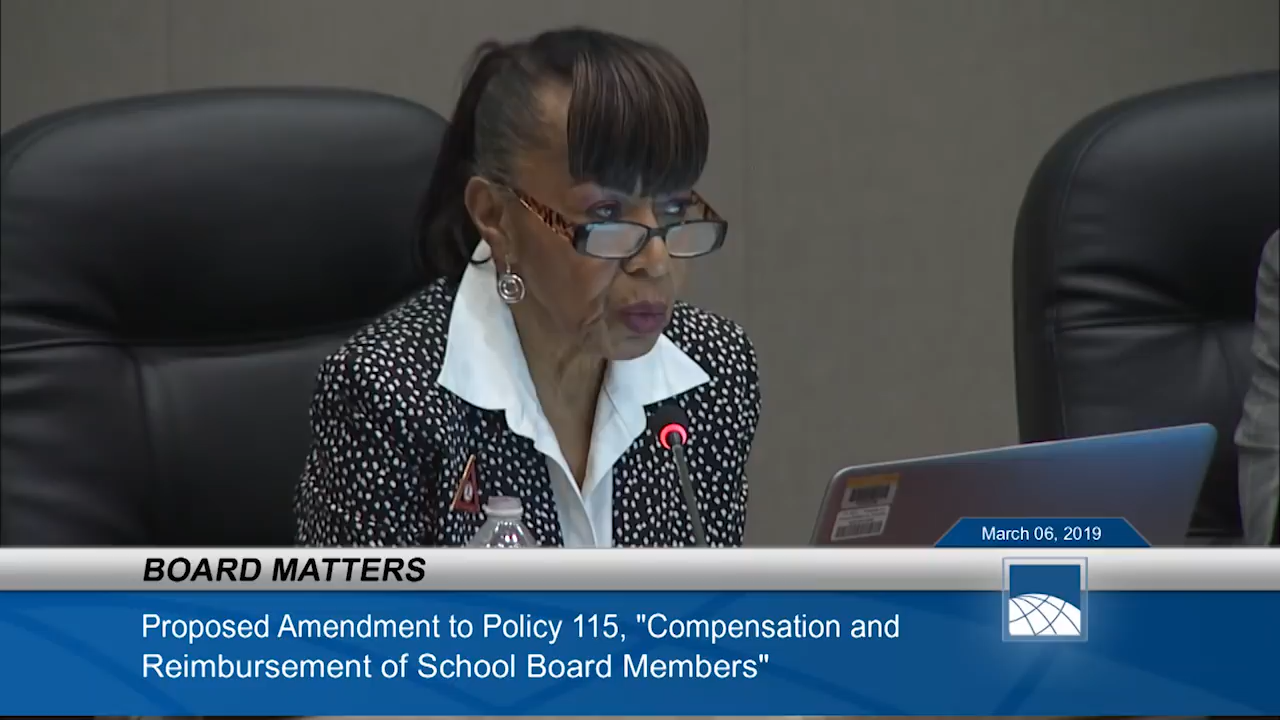 March 06, 2019
BOARD MATTERS
Proposed Amendment to Policy 115, "Compensation and
Reimbursement of School Board Members"